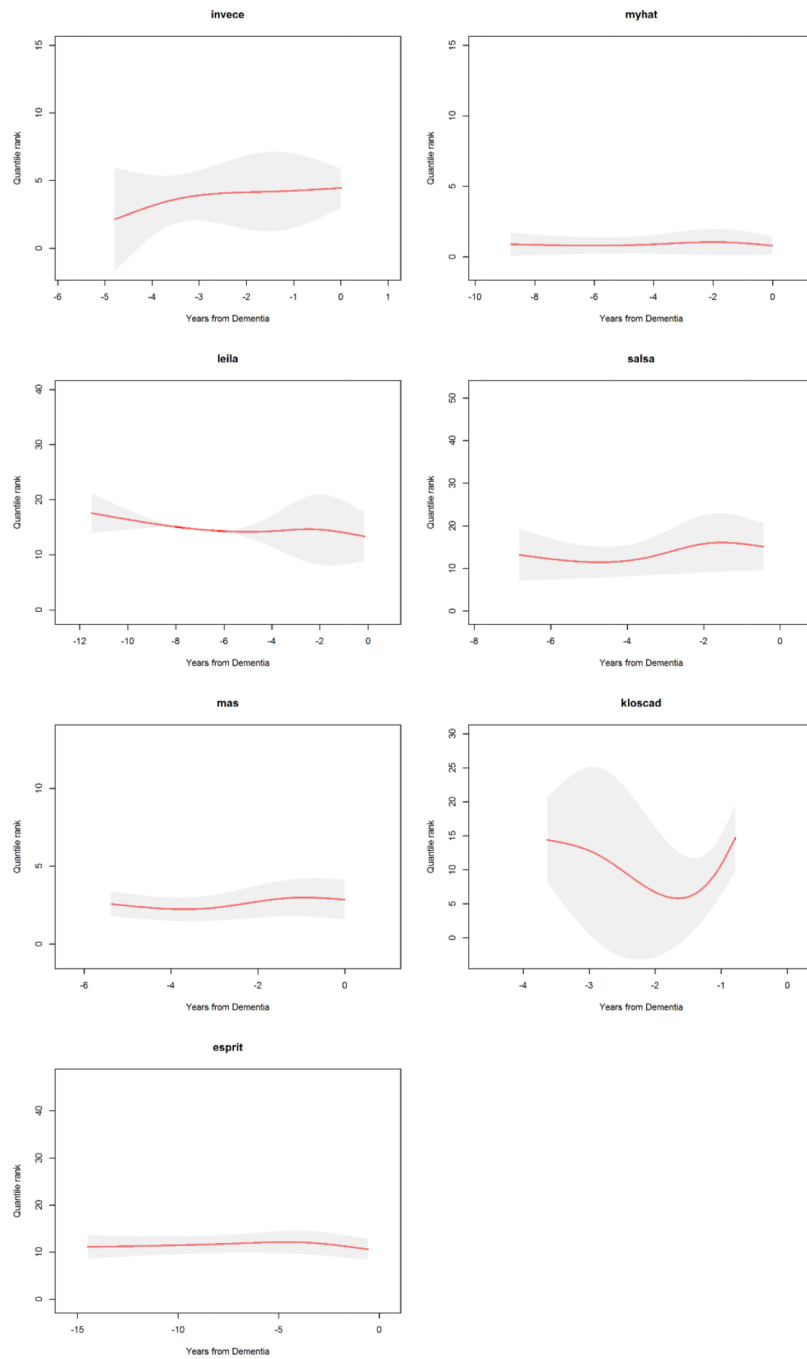 invece
Quantile rank
15
10
5
0
-6 -5 -4 -3 -2 -1 0 1
Years from Dementia
myhat
Quantile rank
15
10
5
0
-10 -8 -6 -4 -2 0
Years from Dementia
leila
Quantile rank
40
30
20
10
0
-12 -10 -8 -6 -4 -2 0
Years from Dementia
salsa
Quantile rank
50
40
30
20
10
0
-8 -6 -4 -2 0
Years from Dementia
mas
Quantile rank
10
5
0
-6 -4 -2 0
Years from Dementia
kloscad
Quantile rank
30
25
20
15
10
5
0
-4 -3 -2 -1 0
Years from Dementia
esprit
Quantile rank
40
30
20
10
0
-15 -10 -5 0
Years from Dementia